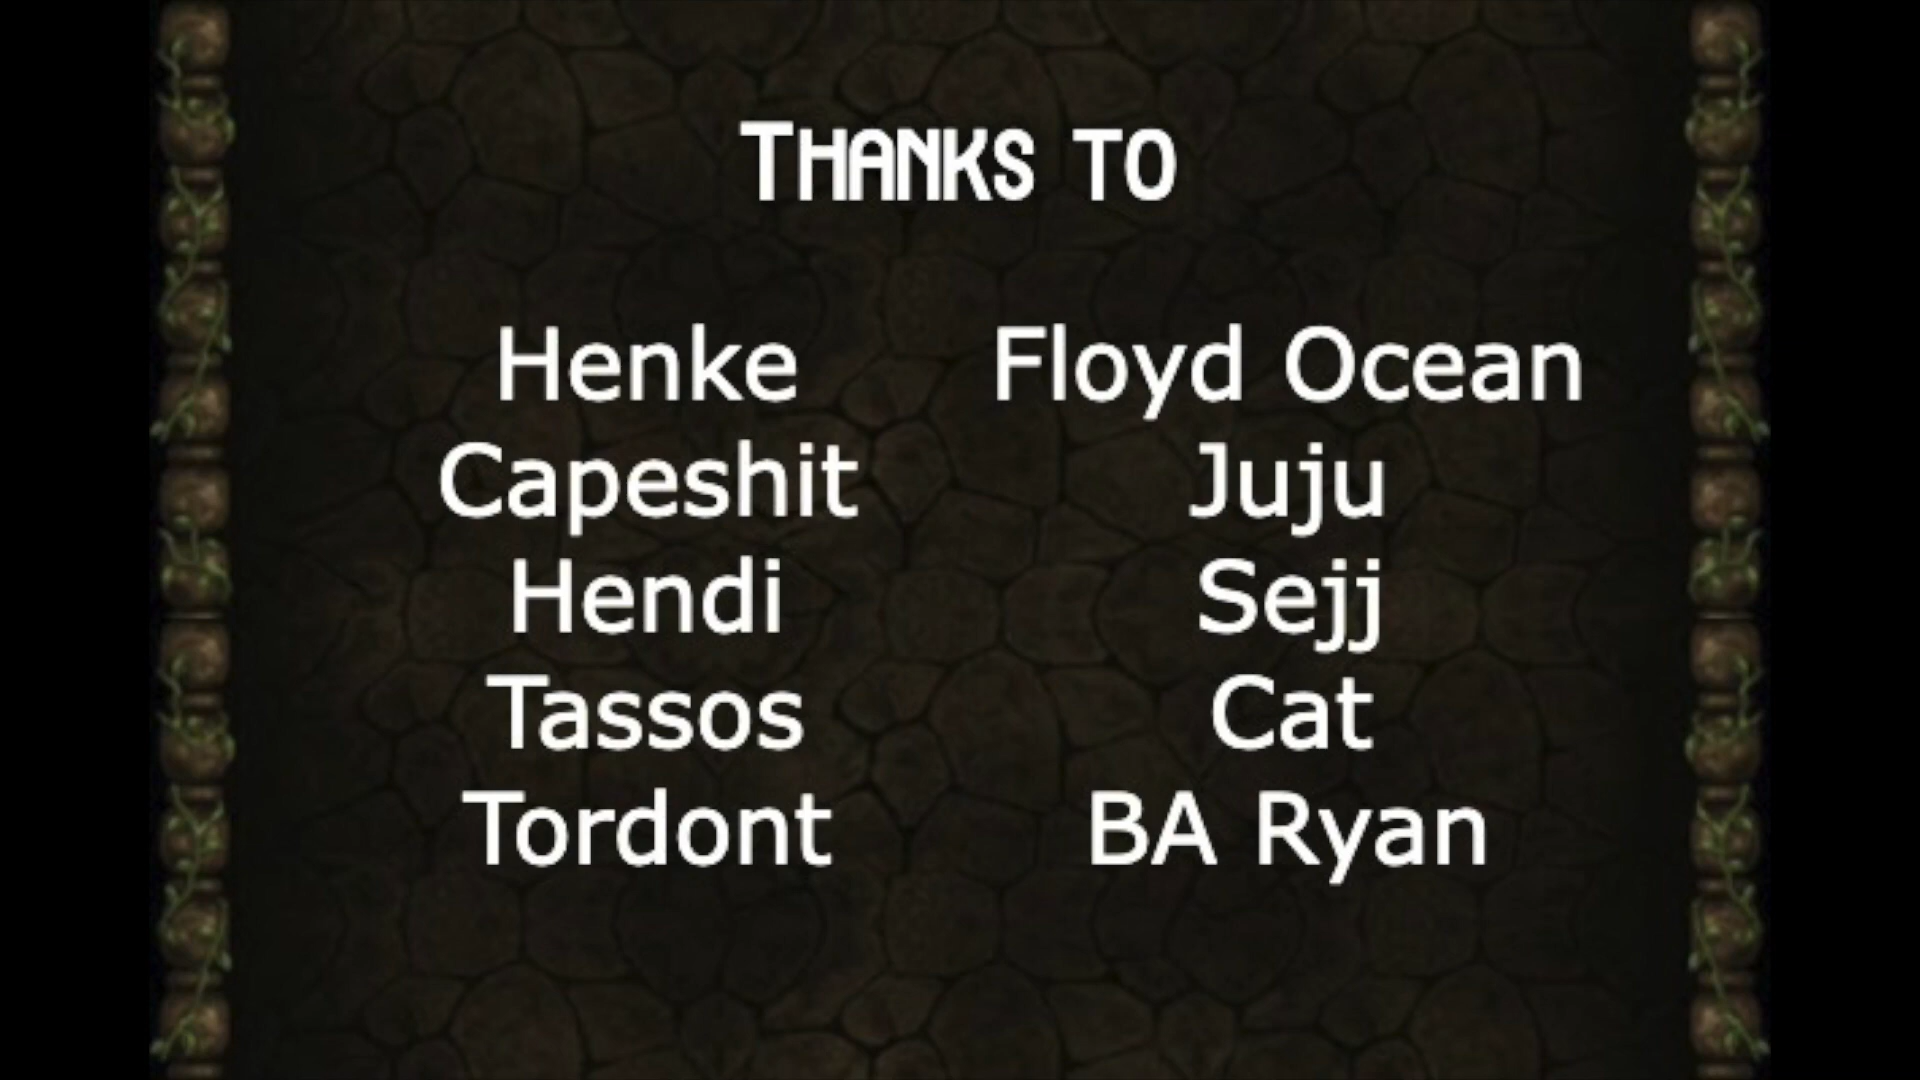 THANKS TO
Henke
Capeshit
Hendi
Tassos
Tordont
Floyd Ocean
Juju
Sejj
Cat
BA Ryan